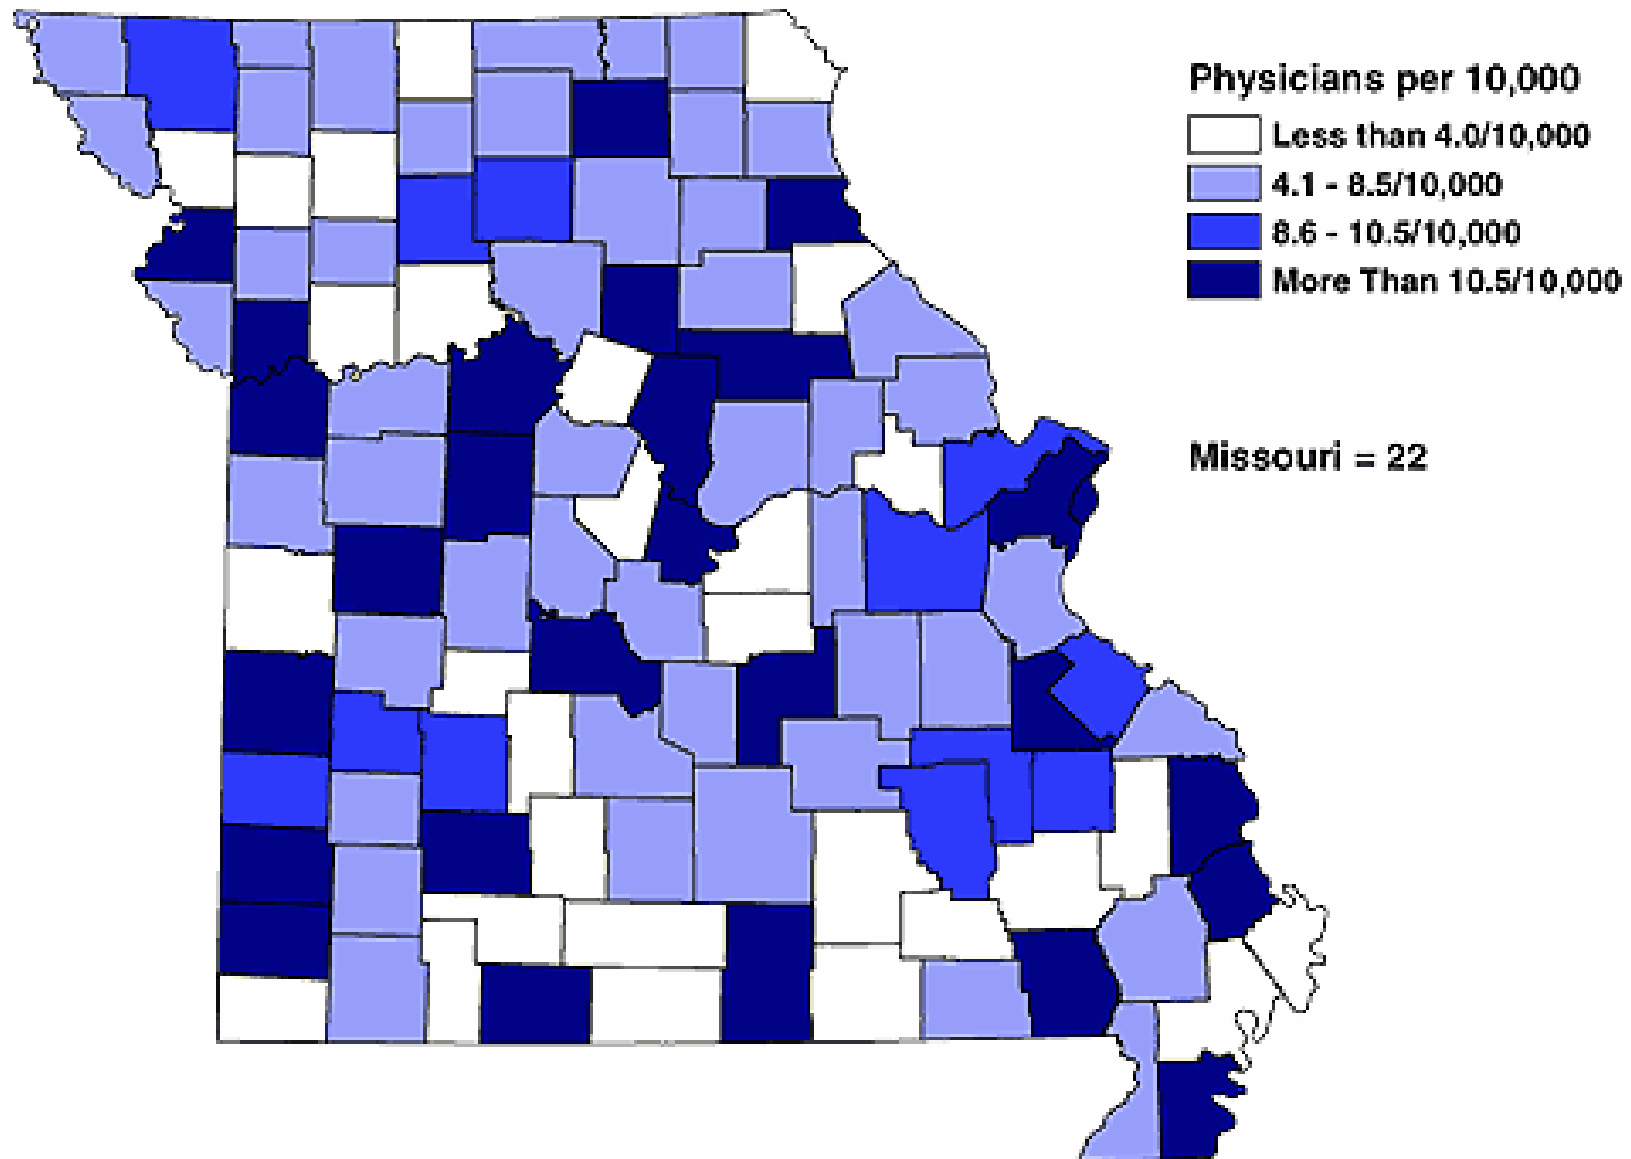 Physicians per 10,000
Less than 4.0/10,000
4.1 - 8.5/10,000
8.6 - 10.5/10,000
More Than 10.5/10,000
Missouri = 22